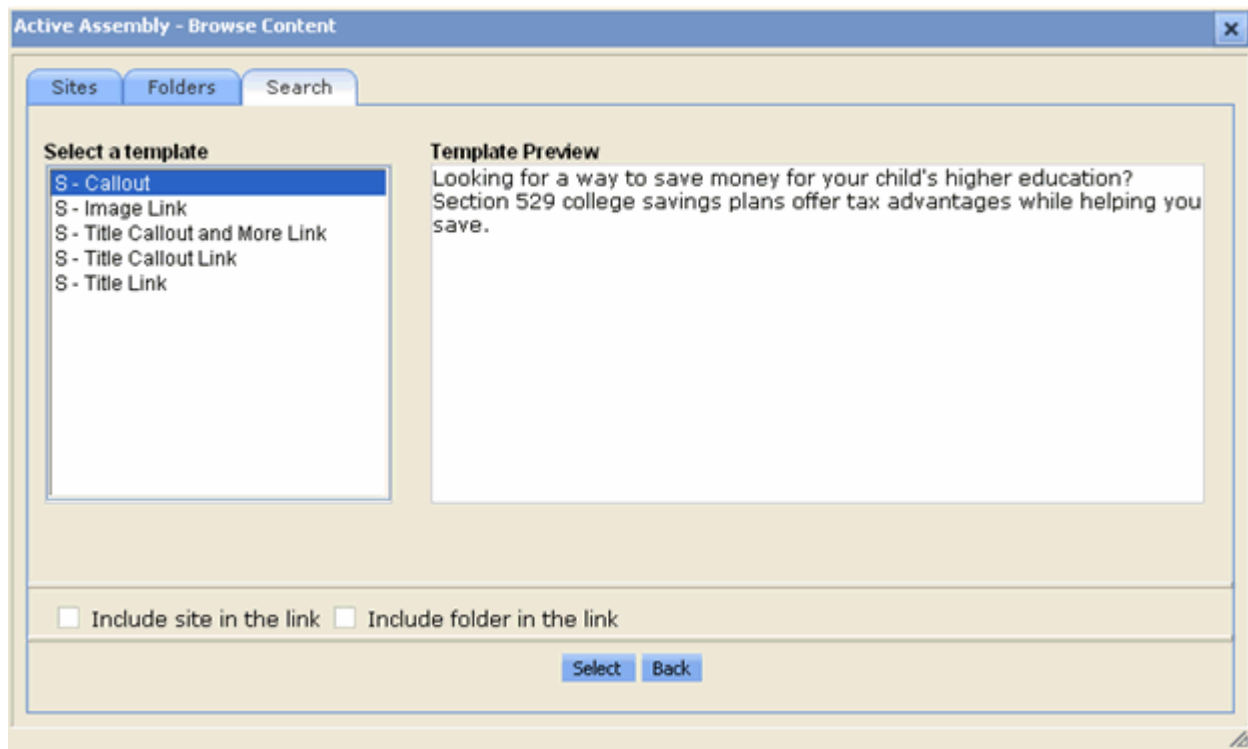 Active Assembly - Browse Content
Sites Folders Search
Select a template
S - Callout
S - Image Link
S - Title Callout and More Link
S - Title Callout Link
S - Title Link
Template Preview
Looking for a way to save money for your child's higher education?
Section 529 college savings plans offer tax advantages while helping you
save.
Include site in the link Include folder in the link
Select Back